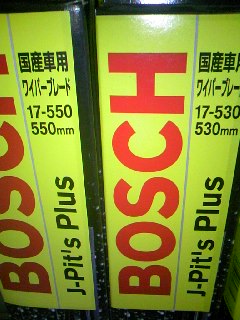 国産車用
ワイパーブレード
17-550
550mm
BOSCH
J-Pit's Plus
国産車用
ワイパーブレード
17-530
530mm
BOSCH
J-Pit's Plus